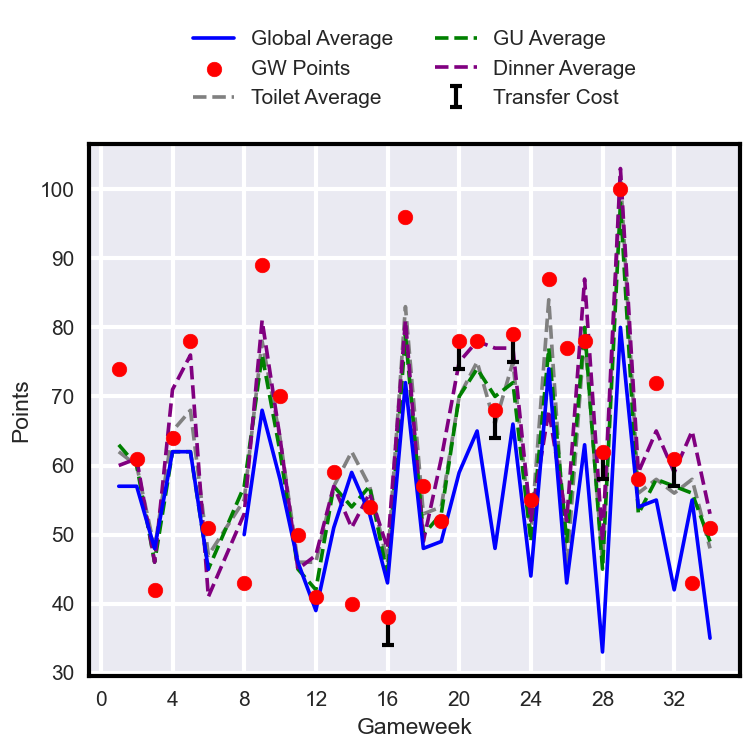 Global Average
GW Points
Toilet Average
GU Average
Dinner Average
Transfer Cost
100
90
80
70
60
50
40
30
Points
0 4 8 12 16 20 24 28 32
Gameweek